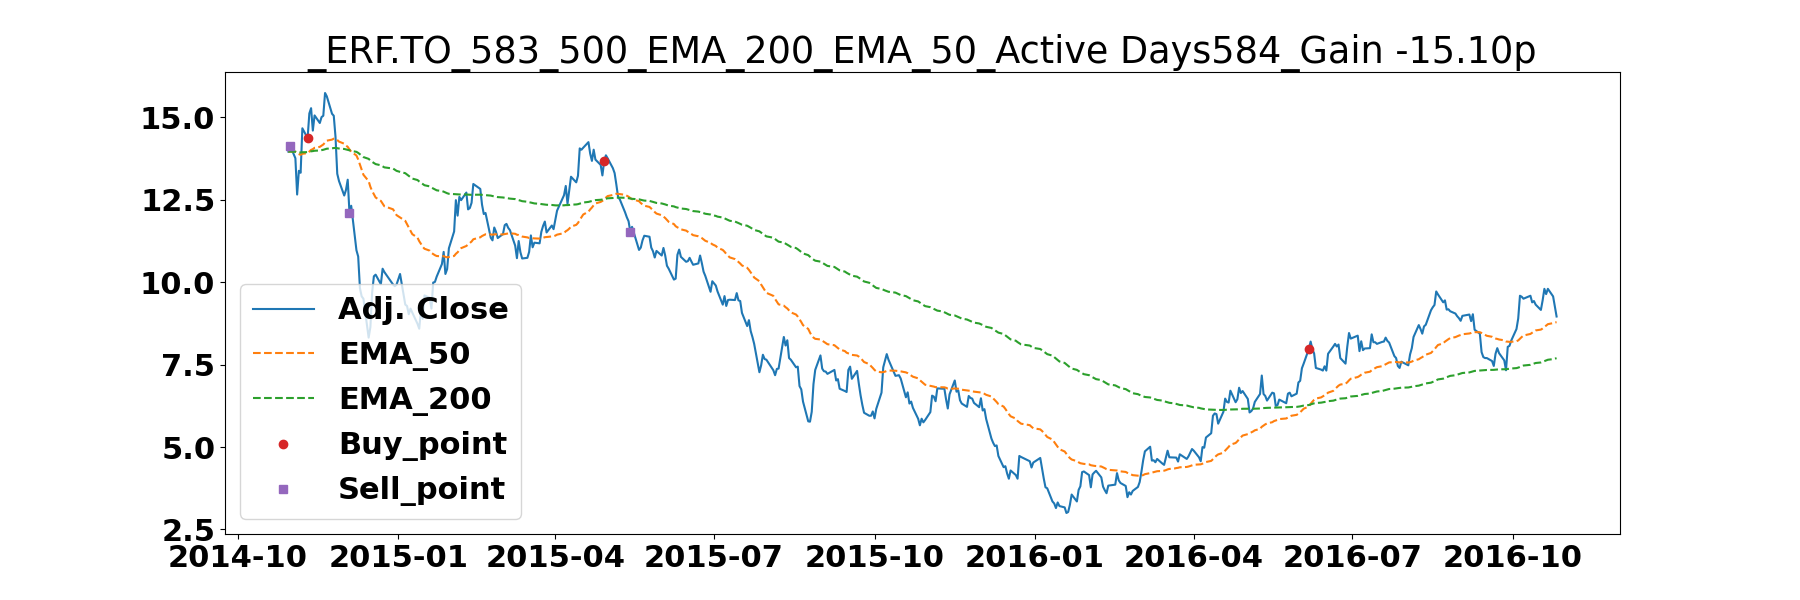 _ERF.TO_583_500_EMA_200_EMA_50_Active Days584_Gain -15.10p
15.0
12.5
10.0
7.5
5.0
2.5
Adj. Close
EMA_50
EMA_200
Buy_point
Sell_point
2014-10 2015-01 2015-04 2015-07 2015-10 2016-01 2016-04 2016-07 2016-10